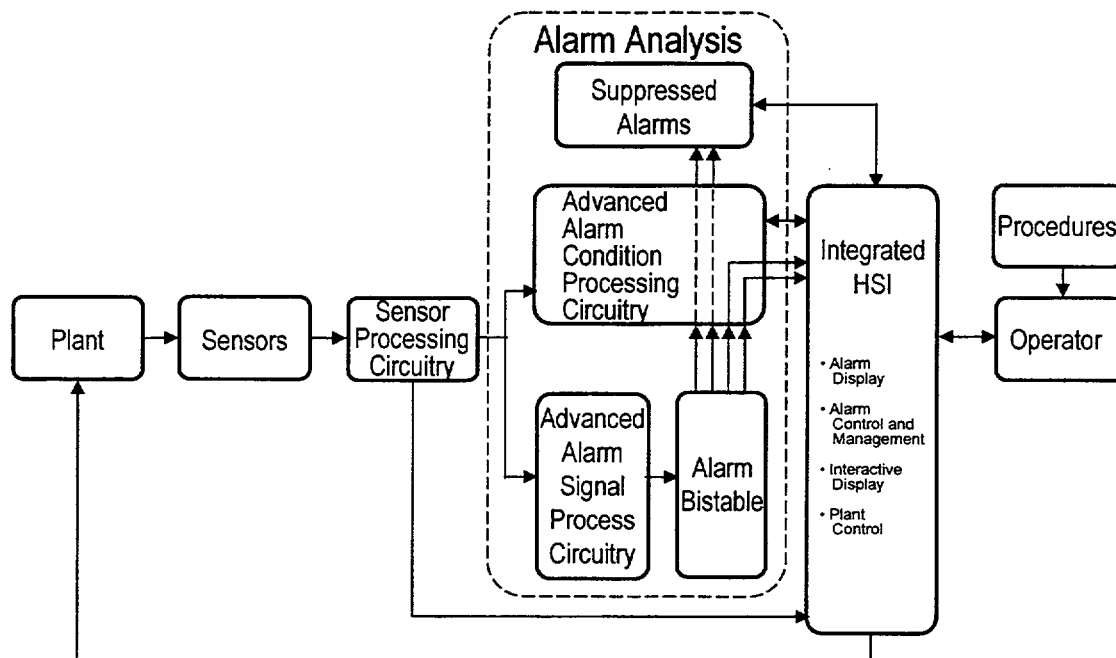 Alarm Analysis
Suppressed
Alarms
Advanced
Alarm
Condition
Processing
Circuitry
Integrated
HSI
• Alarm
Display
• Alarm
Control and
Management
• Interactive
Display
• Plant
Control
Procedures
Operator
Plant
Sensors
Sensor
Processing
Circuitry
Advanced
Alarm
Signal
Process
Circuitry
Alarm
Bistable